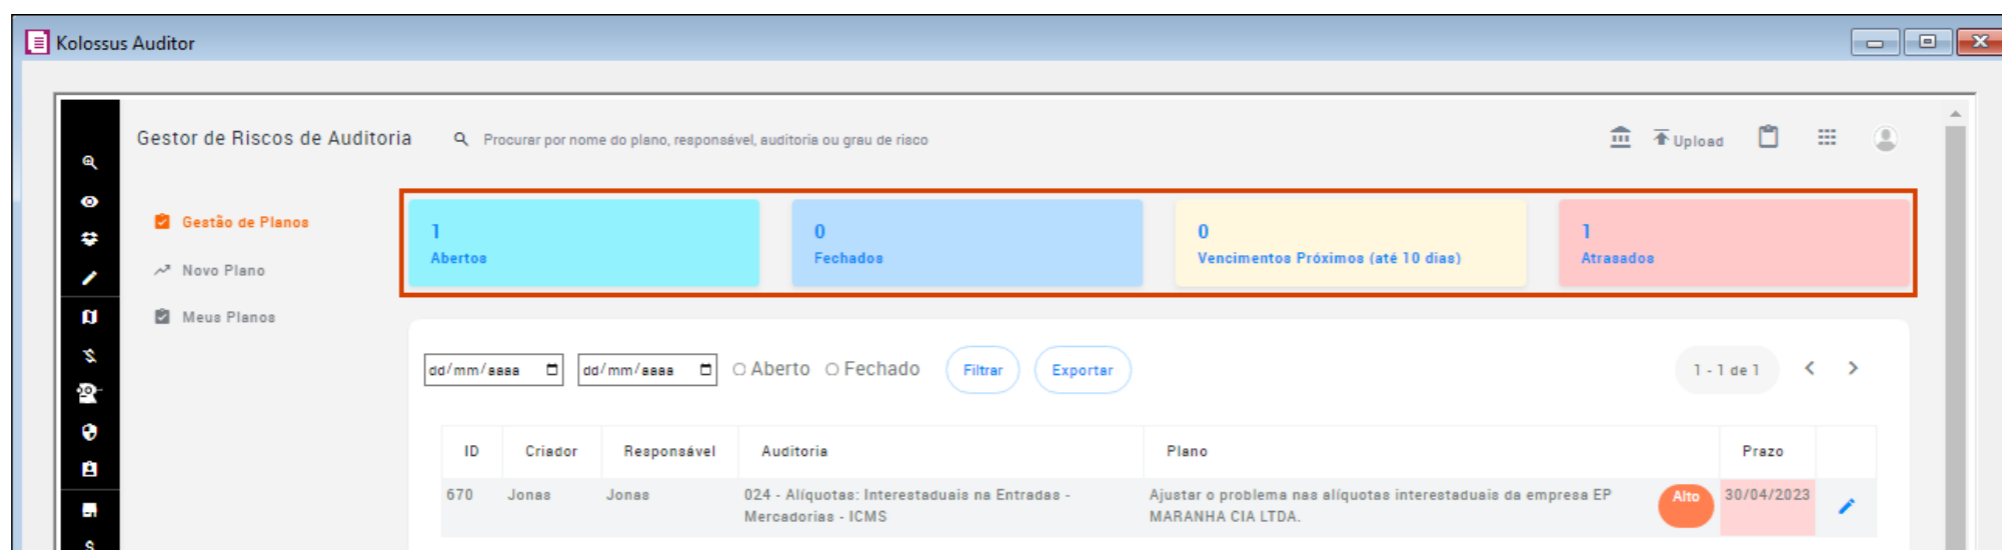 Kolossus Auditor
Gestor de Riscos de Auditoria
Procurar por nome do plano, responsável, auditoria ou grau de risco
Upload
Gestão de Planos
Novo Plano
Meus Planos
1
Abertos
0
Fechados
0
Vencimentos Próximos (até 10 dias)
1
Atrasados
dd/mm/aaaa
dd/mm/aaaa
Aberto
Fechado
Filtrar
Exportar
1 - 1 de 1
ID Criador Responsável Auditoria Plano Prazo
670 Jonas Jonas 024 - Alíquotas: Interestaduais na Entradas - Ajustar o problema nas alíquotas interestaduais da empresa EP Alto 30/04/2023
Mercadorias - ICMS MARANHA CIA LTDA.